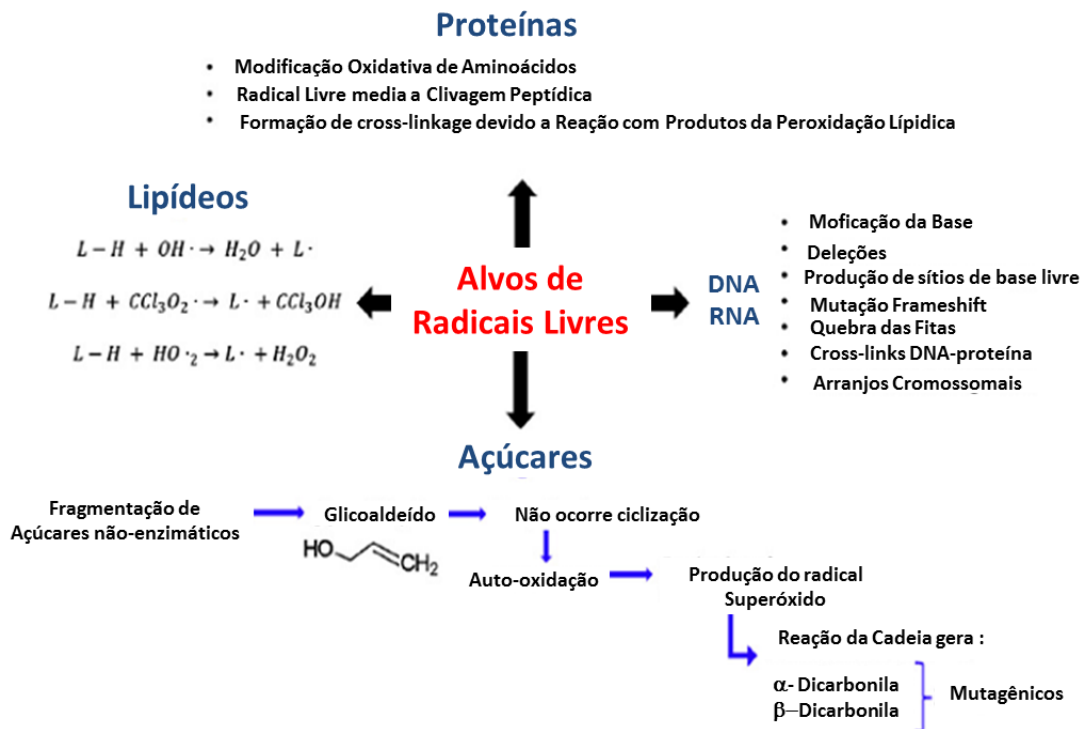 Proteínas
• Modificação Oxidativa de Aminoácidos
• Radical Livre media a Clivagem Peptídica
• Formação de cross-linkage devido a Reação com Produtos da Peroxidação Lípidica
Lipídeos
L − H + OH · → H₂O + L ·
L − H + CCl₃O₂ · → L · + CCl₃OH
L − H + HO ·₂ → L · + H₂O₂
Alvos de
Radicais Livres
DNA
RNA
• Moficação da Base
• Deleções
• Produção de sítios de base livre
• Mutação Frameshift
• Quebra das Fitas
• Cross-links DNA-proteína
• Arranjos Cromossomais
Açúcares
Fragmentação de
Açúcares não-enzimáticos
Glicoaldeído
HO
CH₂
Não ocorre ciclização
Auto-oxidação
Produção do radical
Superóxido
Reação da Cadeia gera :
α- Dicarbonila
β–Dicarbonila
Mutagênicos